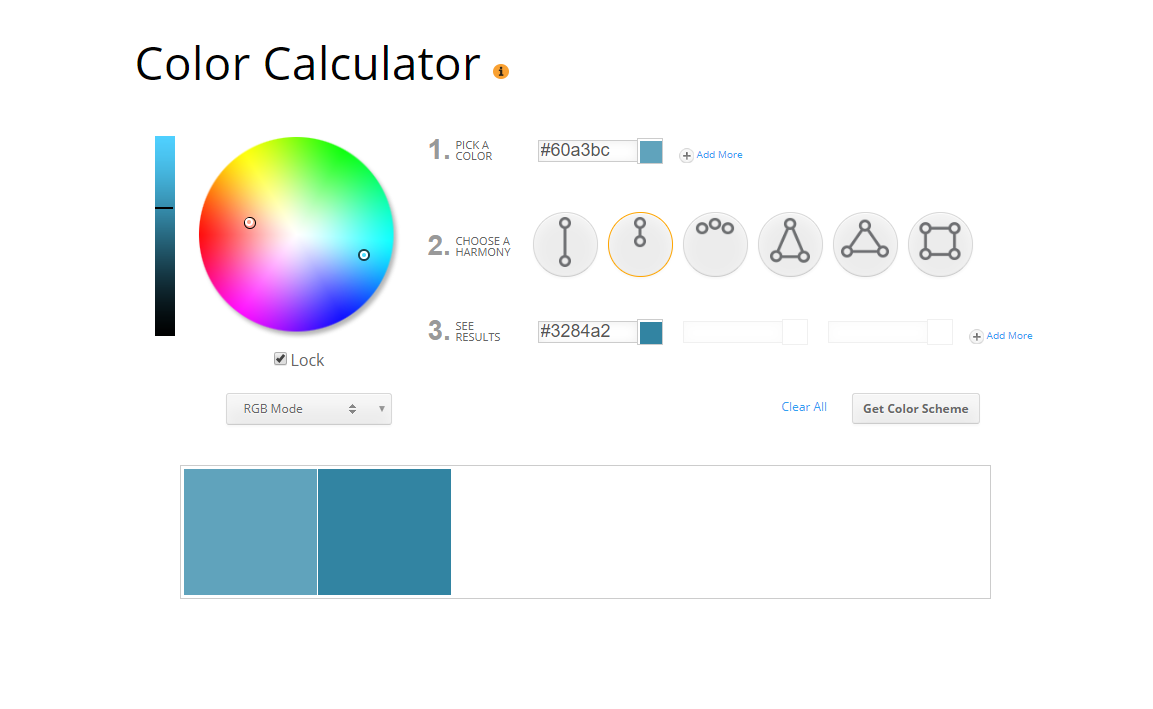 Color Calculator
1. PICK A
COLOR
#60a3bc
Add More
2. CHOOSE A
HARMONY
3. SEE
RESULTS
#3284a2
Add More
Lock
RGB Mode
Clear All
Get Color Scheme